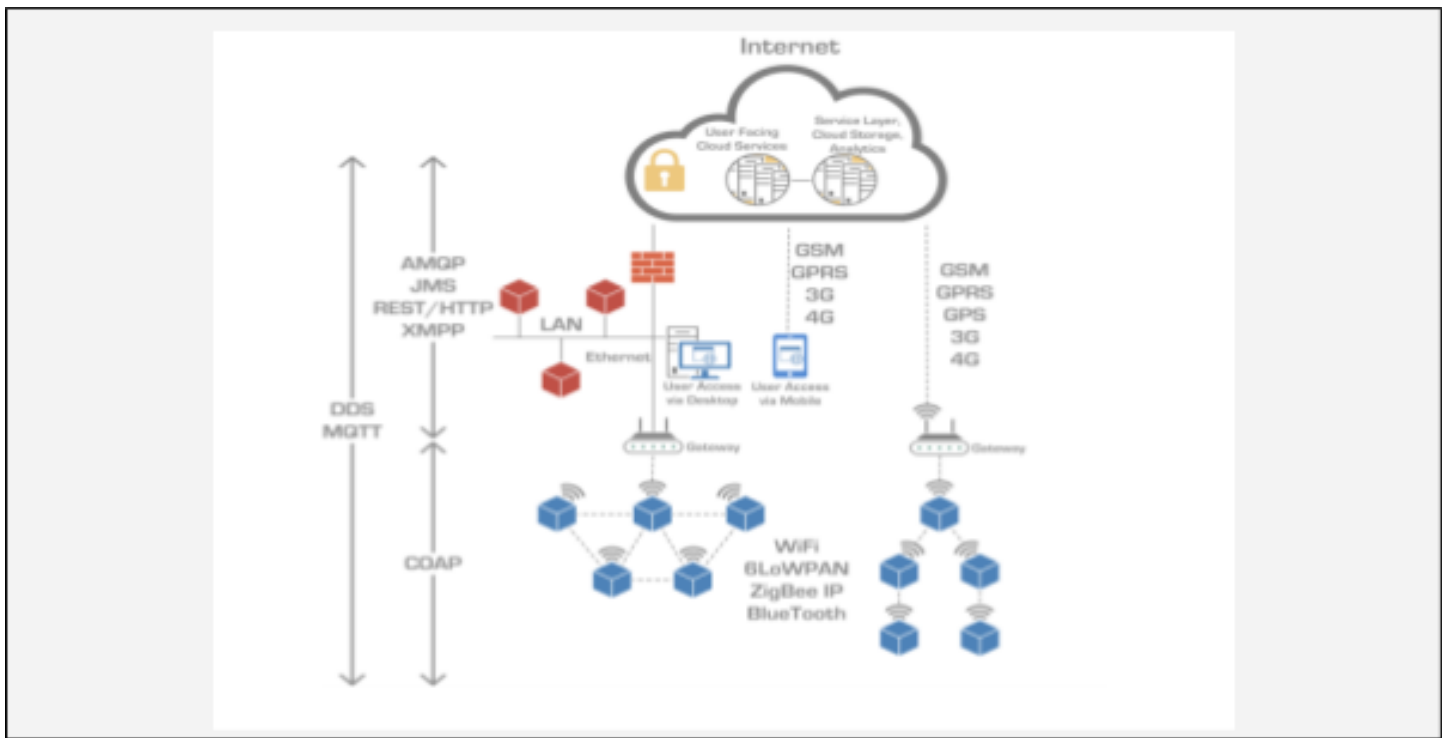 Internet
User Facing
Cloud Services
Service Layer,
Cloud Storage,
Analytics
AMQP
JMS
REST/HTTP
XMPP
LAN
Ethernet
GSM
GPRS
3G
4G
GSM
GPRS
GPS
3G
4G
User Access
via Desktop
User Access
via Mobile
DDS
MQTT
Gateway
Gateway
COAP
WiFi
6LoWPAN
ZigBee IP
BlueTooth